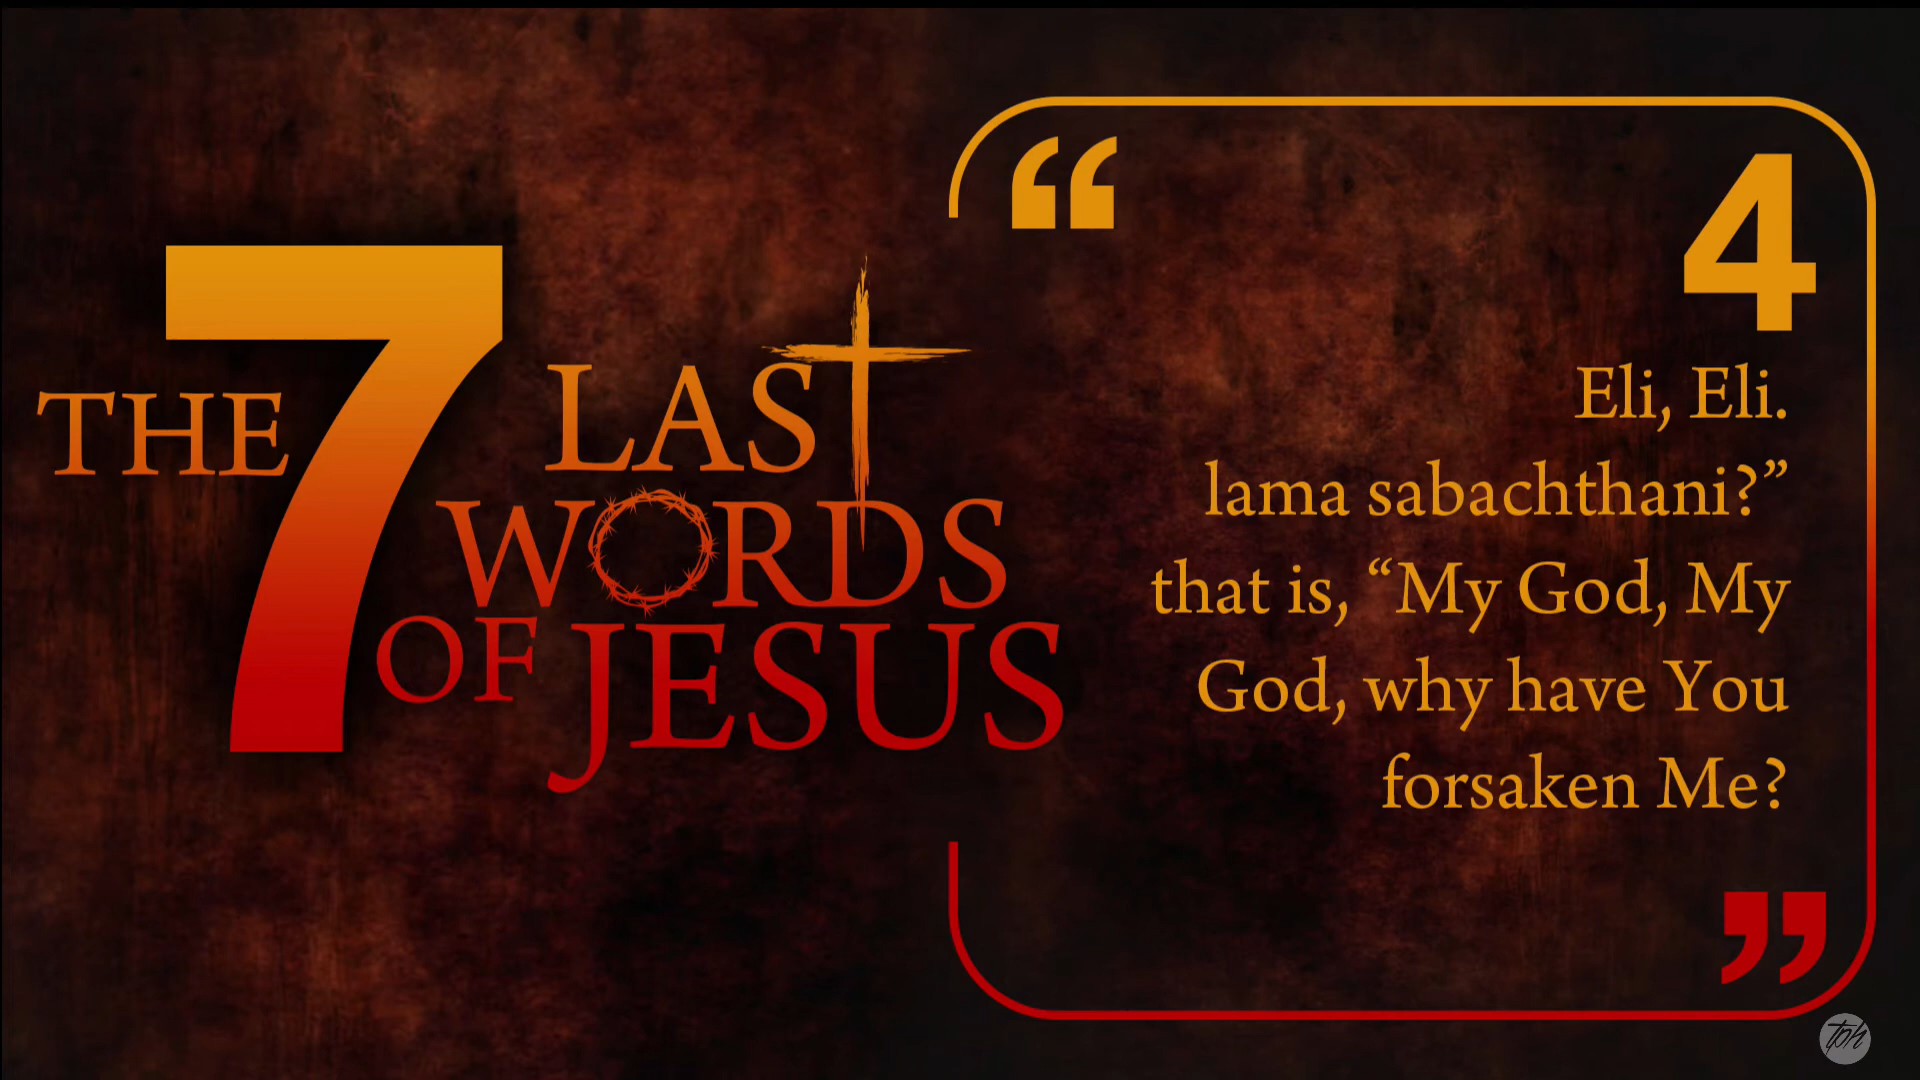 THE 7 LAST
WORDS
OF JESUS
“
4
Eli, Eli.
lama sabachthani?”
that is, “My God, My
God, why have You
forsaken Me?
”
tph